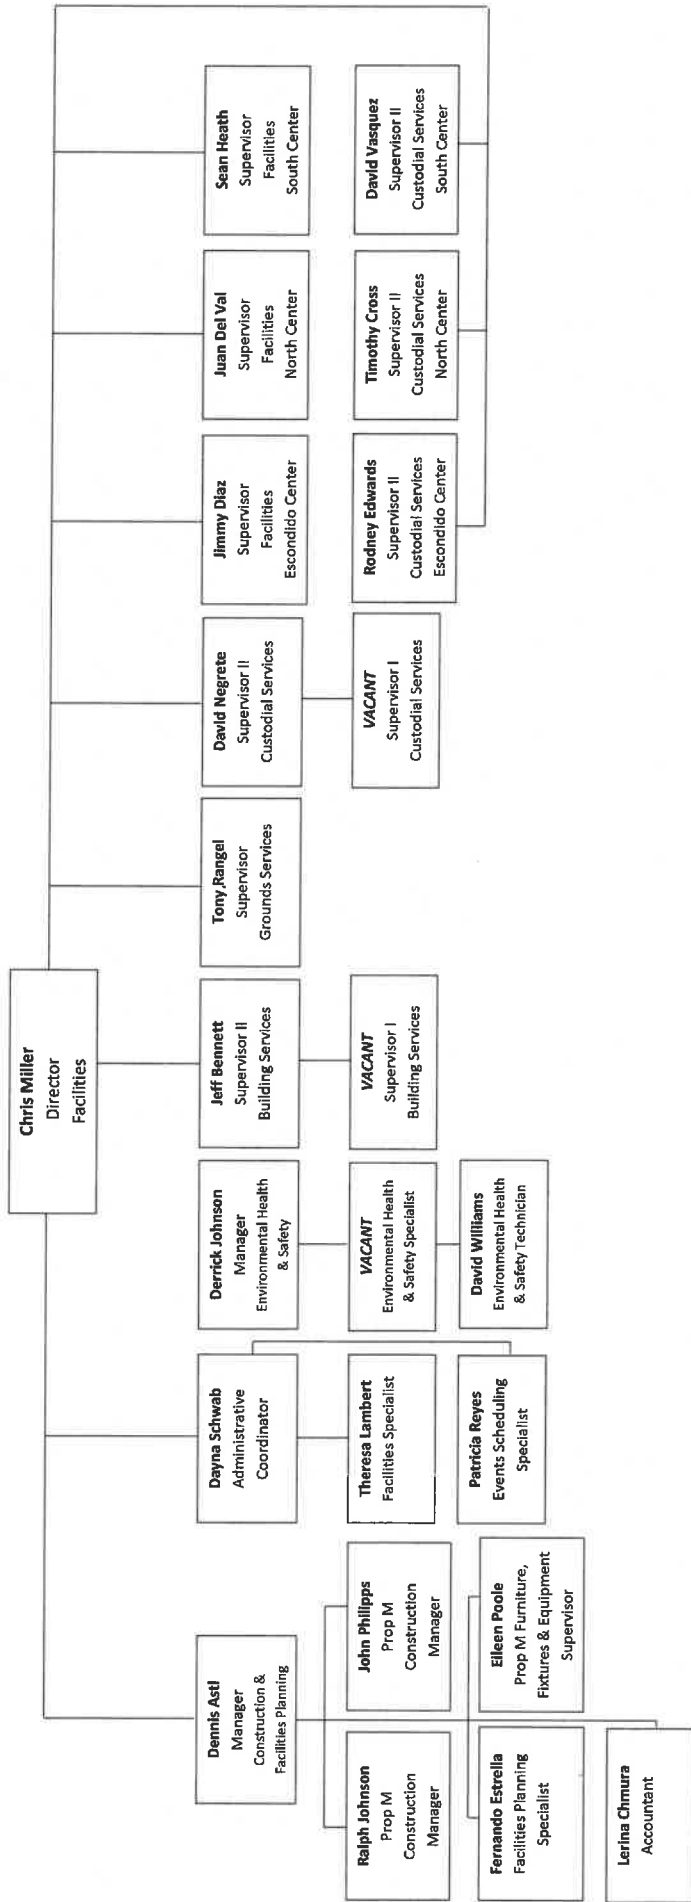 Chris Miller
Director
Facilities
Dennis Astl
Manager
Construction &
Facilities Planning
Dayna Schwab
Administrative
Coordinator
Derrick Johnson
Manager
Environmental Health
& Safety
Jeff Bennett
Supervisor II
Building Services
Tony Rangel
Supervisor
Grounds Services
David Negrete
Supervisor II
Custodial Services
Jimmy Diaz
Supervisor
Facilities
Escondido Center
Juan Del Val
Supervisor
Facilities
North Center
Sean Heath
Supervisor
Facilities
South Center
Ralph Johnson
Prop M
Construction
Manager
John Philipps
Prop M
Construction
Manager
Theresa Lambert
Facilities Specialist
VACANT
Environmental Health
& Safety Specialist
VACANT
Supervisor I
Building Services
VACANT
Supervisor I
Custodial Services
Rodney Edwards
Supervisor II
Custodial Services
Escondido Center
Timothy Cross
Supervisor II
Custodial Services
North Center
David Vasquez
Supervisor II
Custodial Services
South Center
Fernando Estrella
Facilities Planning
Specialist
Eileen Poole
Prop M Furniture,
Fixtures & Equipment
Supervisor
Patricia Reyes
Events Scheduling
Specialist
David Williams
Environmental Health
& Safety Technician
Lerina Chmura
Accountant